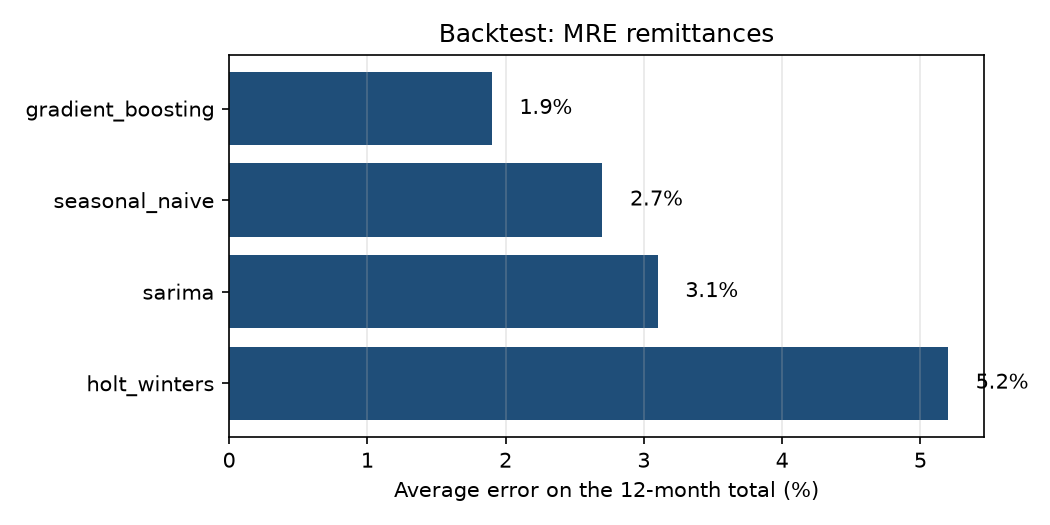 Backtest: MRE remittances
gradient_boosting
1.9%
seasonal_naive
2.7%
sarima
3.1%
holt_winters
5.2%
0 1 2 3 4 5
Average error on the 12-month total (%)